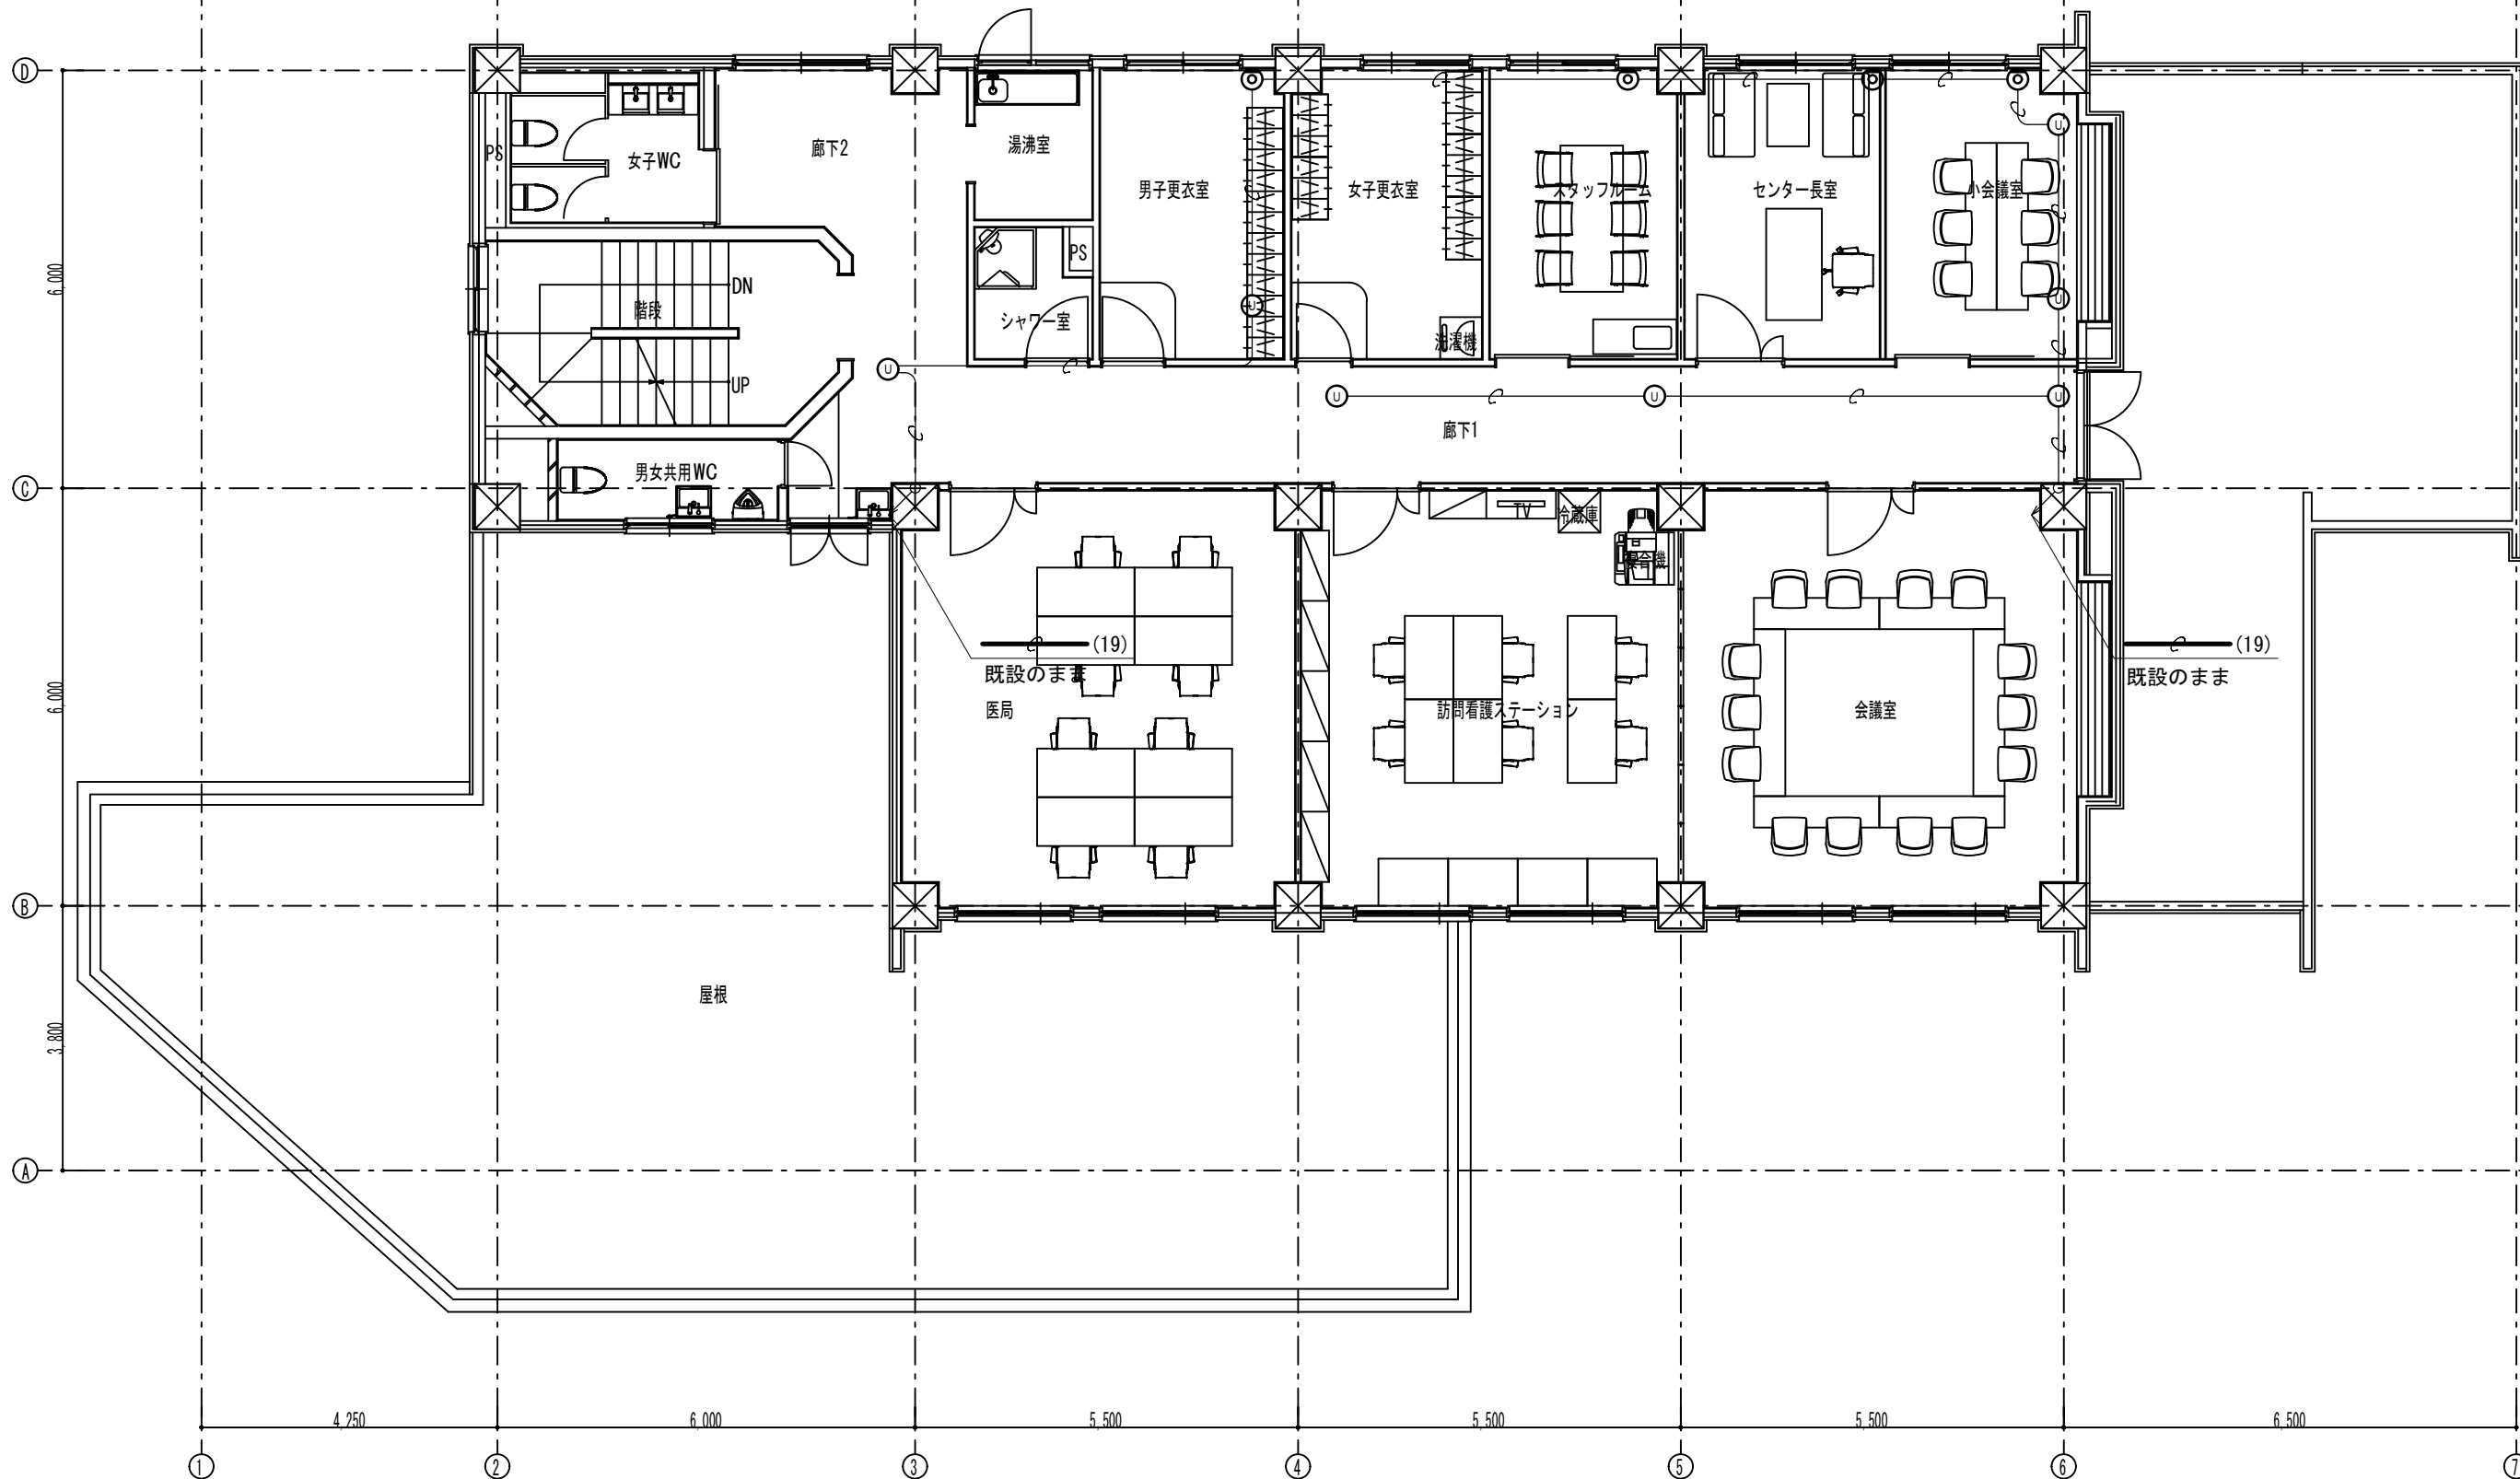 D
PS
女子WC
廊下2
湯沸室
男子更衣室
女子更衣室
スタッフルーム
センター長室
小会議室
U
6,000
DN
階段
PS
シャワー室
洗濯機
U
U
UP
U
U
U
U
廊下1
C
男女共用WC
TV
冷蔵庫
複合機
(19)
既設のまま
(19)
既設のまま
6,000
医局
訪問看護ステーション
会議室
B
屋根
3,800
A
4,250
6,000
5,500
5,500
5,500
6,500
1
2
3
4
5
6
7